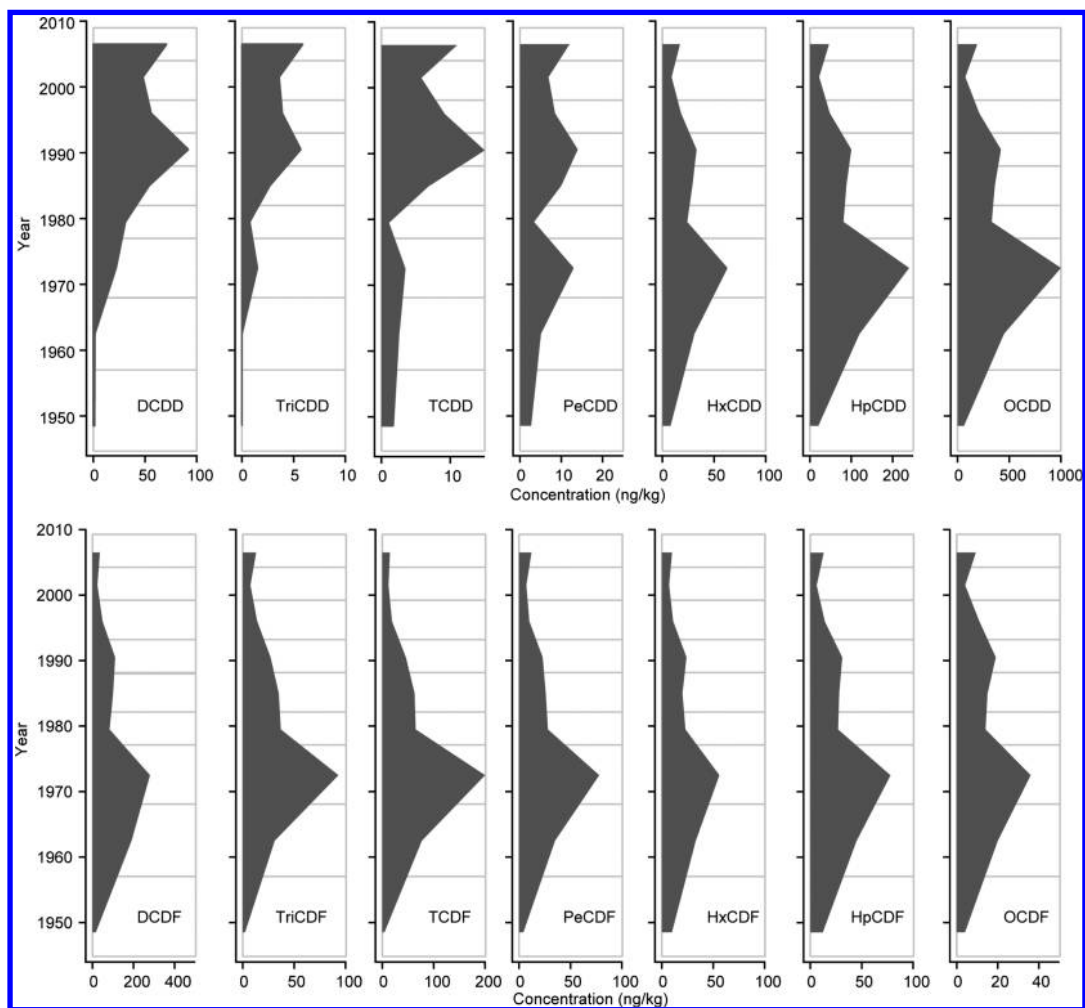 2010
2000
1990
1980
1970
1960
1950
Year
DCDD TriCDD TCDD PeCDD HxCDD HpCDD OCDD
0 50 100 0 5 10 0 10 0 10 20 0 50 100 0 100 200 0 500 1000
Concentration (ng/kg)
2010
2000
1990
1980
1970
1960
1950
Year
DCDF TriCDF TCDF PeCDF HxCDF HpCDF OCDF
0 200 400 0 50 100 0 100 200 0 50 100 0 50 100 0 50 100 0 20 40
Concentration (ng/kg)